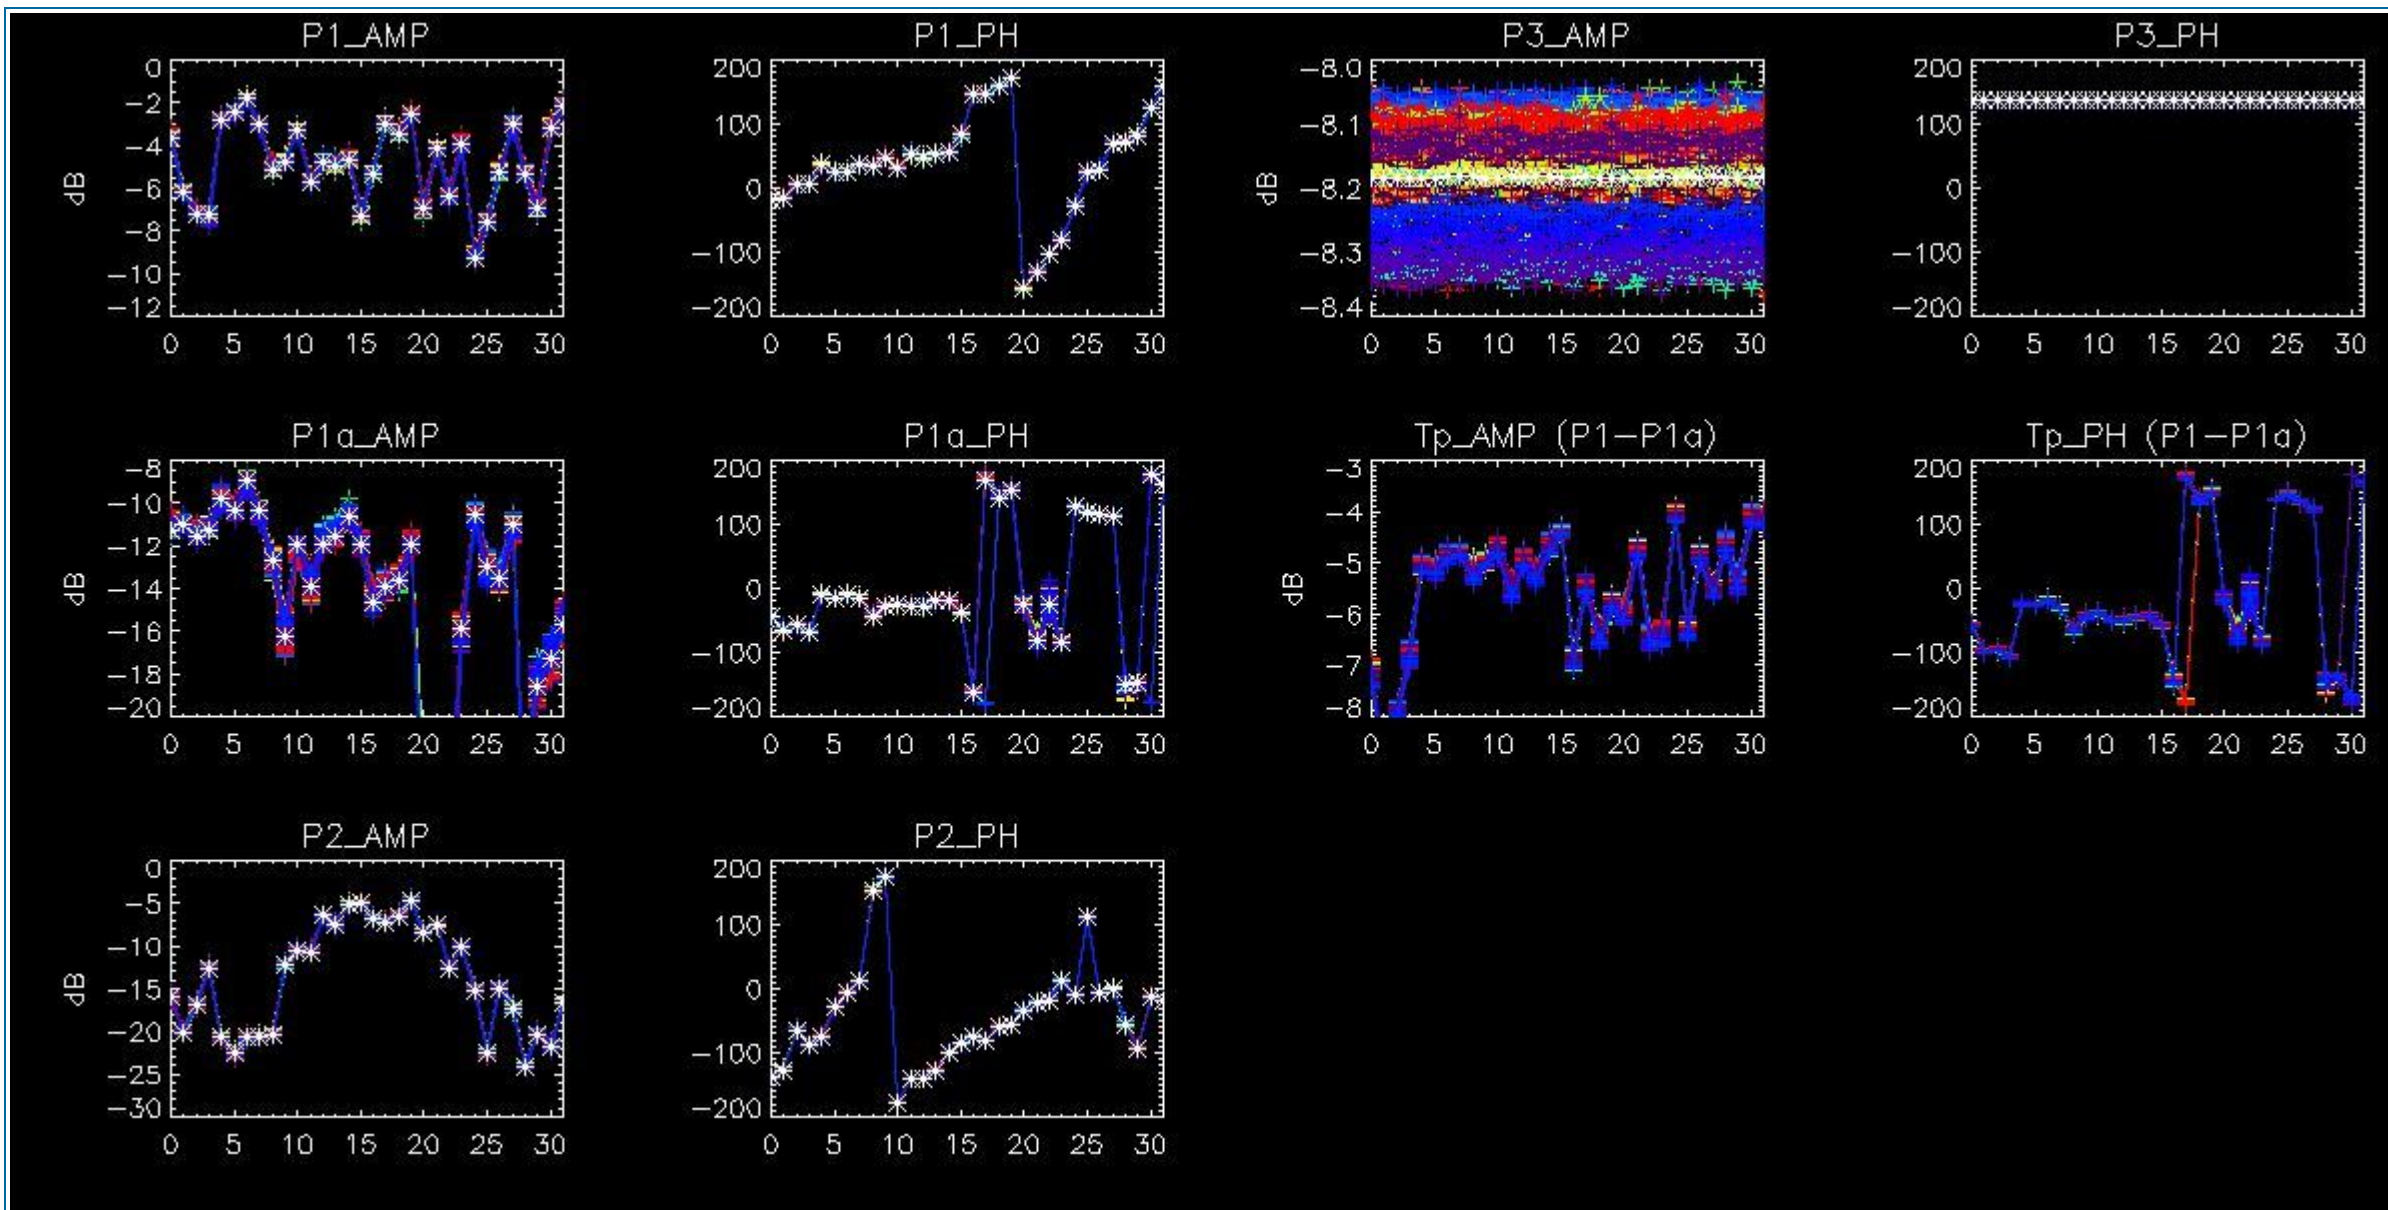 P1_AMP P1_PH P3_AMP P3_PH
0 200 -8.0 200
-2
-4 100 -8.1 100
dB -6 0 dB -8.2 0
-8
-10 -100 -8.3 -100
-12 -200 -8.4 -200
0 5 10 15 20 25 30 0 5 10 15 20 25 30 0 5 10 15 20 25 30 0 5 10 15 20 25 30
P1a_AMP P1a_PH Tp_AMP (P1-P1a) Tp_PH (P1-P1a)
-8 200 -3 200
-10 100 -4 100
-12 -5
dB -14 0 dB 0
-16 -100 -6 -100
-18 -7
-20 -200 -8 -200
0 5 10 15 20 25 30 0 5 10 15 20 25 30 0 5 10 15 20 25 30 0 5 10 15 20 25 30
P2_AMP P2_PH
0 200
-5 100
-10
dB -15 0
-20 -100
-25
-30 -200
0 5 10 15 20 25 30 0 5 10 15 20 25 30